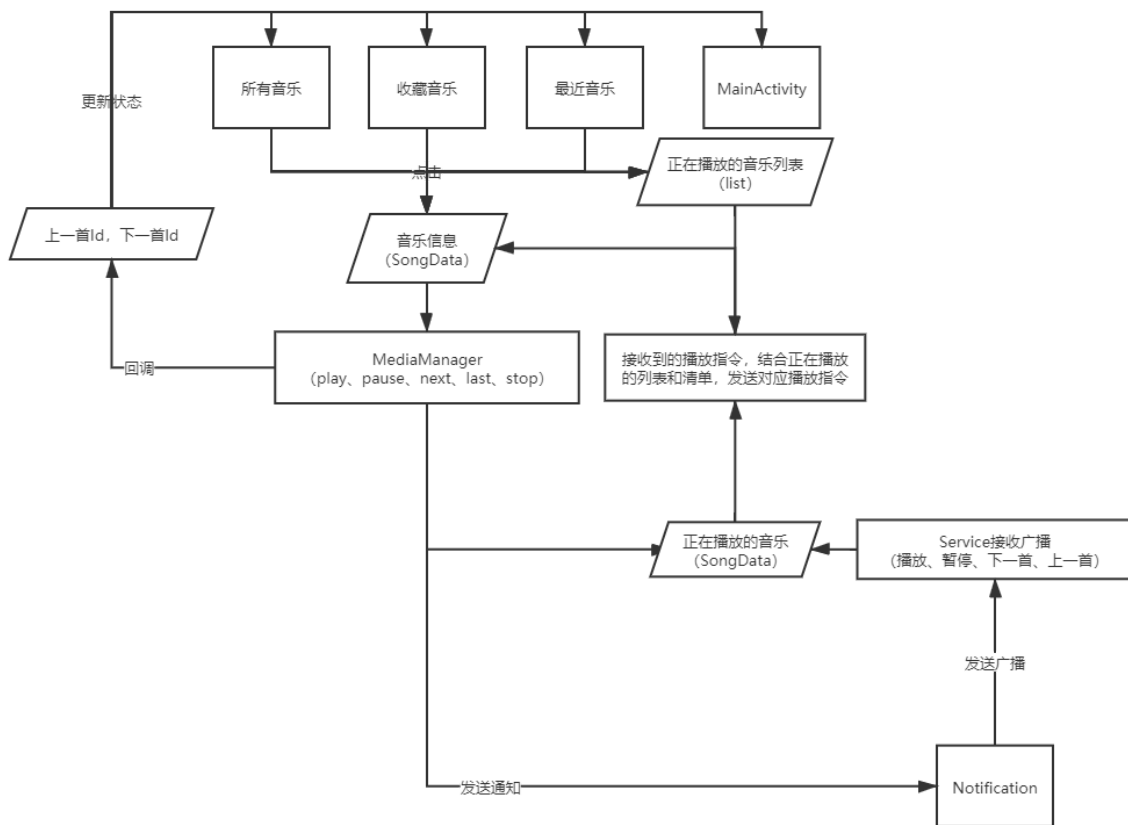 所有音乐
收藏音乐
最近音乐
MainActivity
更新状态
点击
正在播放的音乐列表
（list）
上一首Id，下一首Id
音乐信息
（SongData）
MediaManager
（play、pause、next、last、stop）
接收到的播放指令，结合正在播放
的列表和清单，发送对应播放指令
回调
正在播放的音乐
（SongData）
Service接收广播
（播放、暂停、下一首、上一首）
发送广播
发送通知
Notification